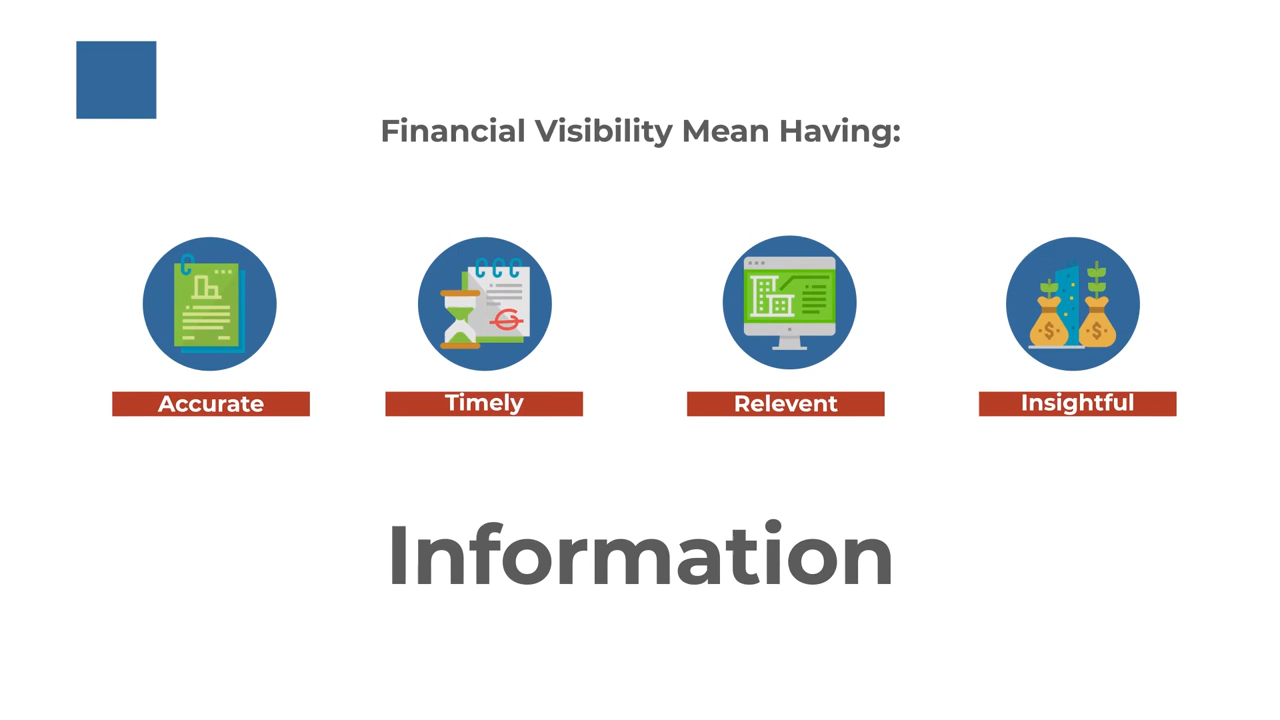 Financial Visibility Mean Having:
Accurate
Timely
Relevent
Insightful
Information